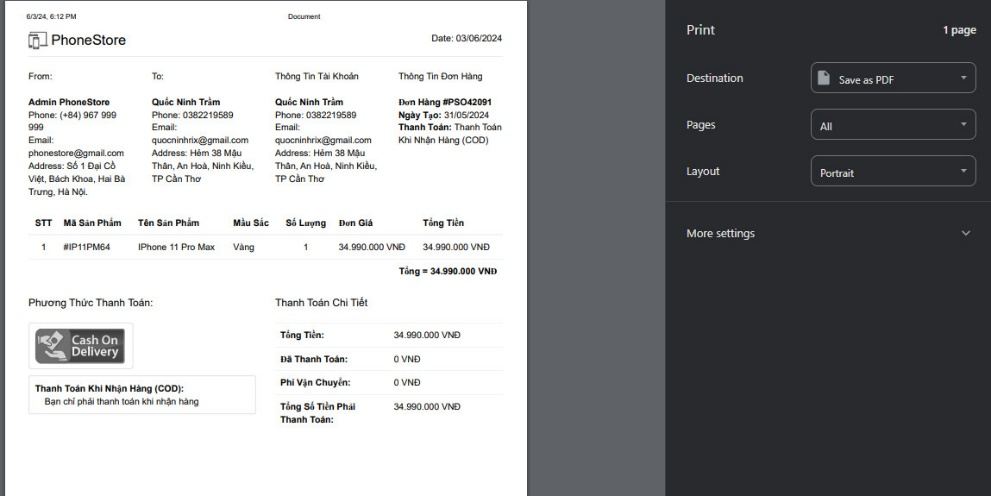 6/3/24, 6:12 PM
Document
PhoneStore
Date: 03/06/2024
From:
Admin PhoneStore
Phone: (+84) 967 999
999
Email:
phonestore@gmail.com
Address: Số 1 Đại Cồ
Việt, Bách Khoa, Hai Bà
Trưng, Hà Nội.
To:
Quốc Ninh Trầm
Phone: 0382219589
Email:
quocninhrix@gmail.com
Address: Hẻm 38 Mậu
Thân, An Hoà, Ninh Kiều,
TP Cần Thơ
Thông Tin Tài Khoản
Quốc Ninh Trầm
Phone: 0382219589
Email:
quocninhrix@gmail.com
Address: Hẻm 38 Mậu
Thân, An Hoà, Ninh Kiều,
TP Cần Thơ
Thông Tin Đơn Hàng
Đơn Hàng #PSO42091
Ngày Tạo: 31/05/2024
Thanh Toán: Thanh Toán
Khi Nhận Hàng (COD)
STT Mã Sản Phẩm Tên Sản Phẩm Mầu Sắc Số Lượng Đơn Giá Tổng Tiền
1 #IP11PM64 IPhone 11 Pro Max Vàng 1 34.990.000 VNĐ 34.990.000 VNĐ
Tổng = 34.990.000 VNĐ
Phương Thức Thanh Toán:
Cash On
Delivery
Thanh Toán Khi Nhận Hàng (COD):
Bạn chỉ phải thanh toán khi nhận hàng
Thanh Toán Chi Tiết
Tổng Tiền: 34.990.000 VNĐ
Đã Thanh Toán: 0 VNĐ
Phí Vận Chuyển: 0 VNĐ
Tổng Số Tiền Phải 34.990.000 VNĐ
Thanh Toán:
Print 1 page
Destination Save as PDF
Pages All
Layout Portrait
More settings